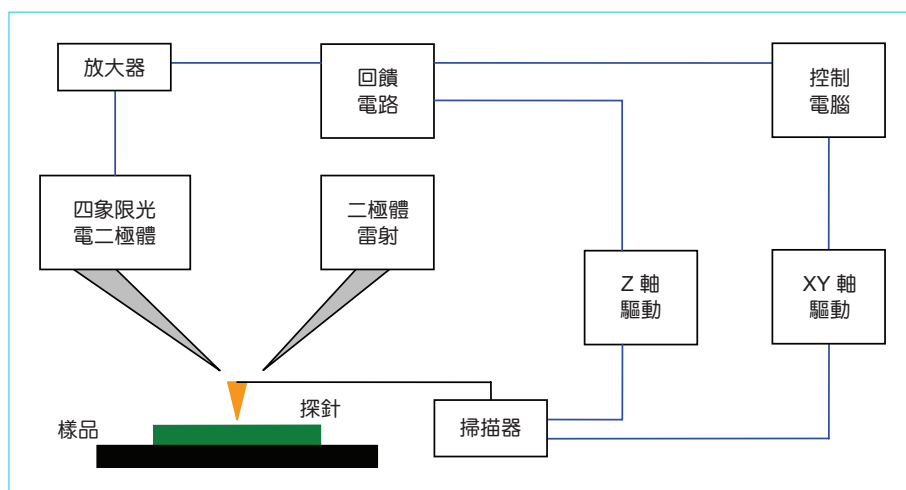 放大器
回饋
電路
控制
電腦
四象限光
電二極體
二極體
雷射
Z 軸
驅動
XY 軸
驅動
探針
樣品
掃描器